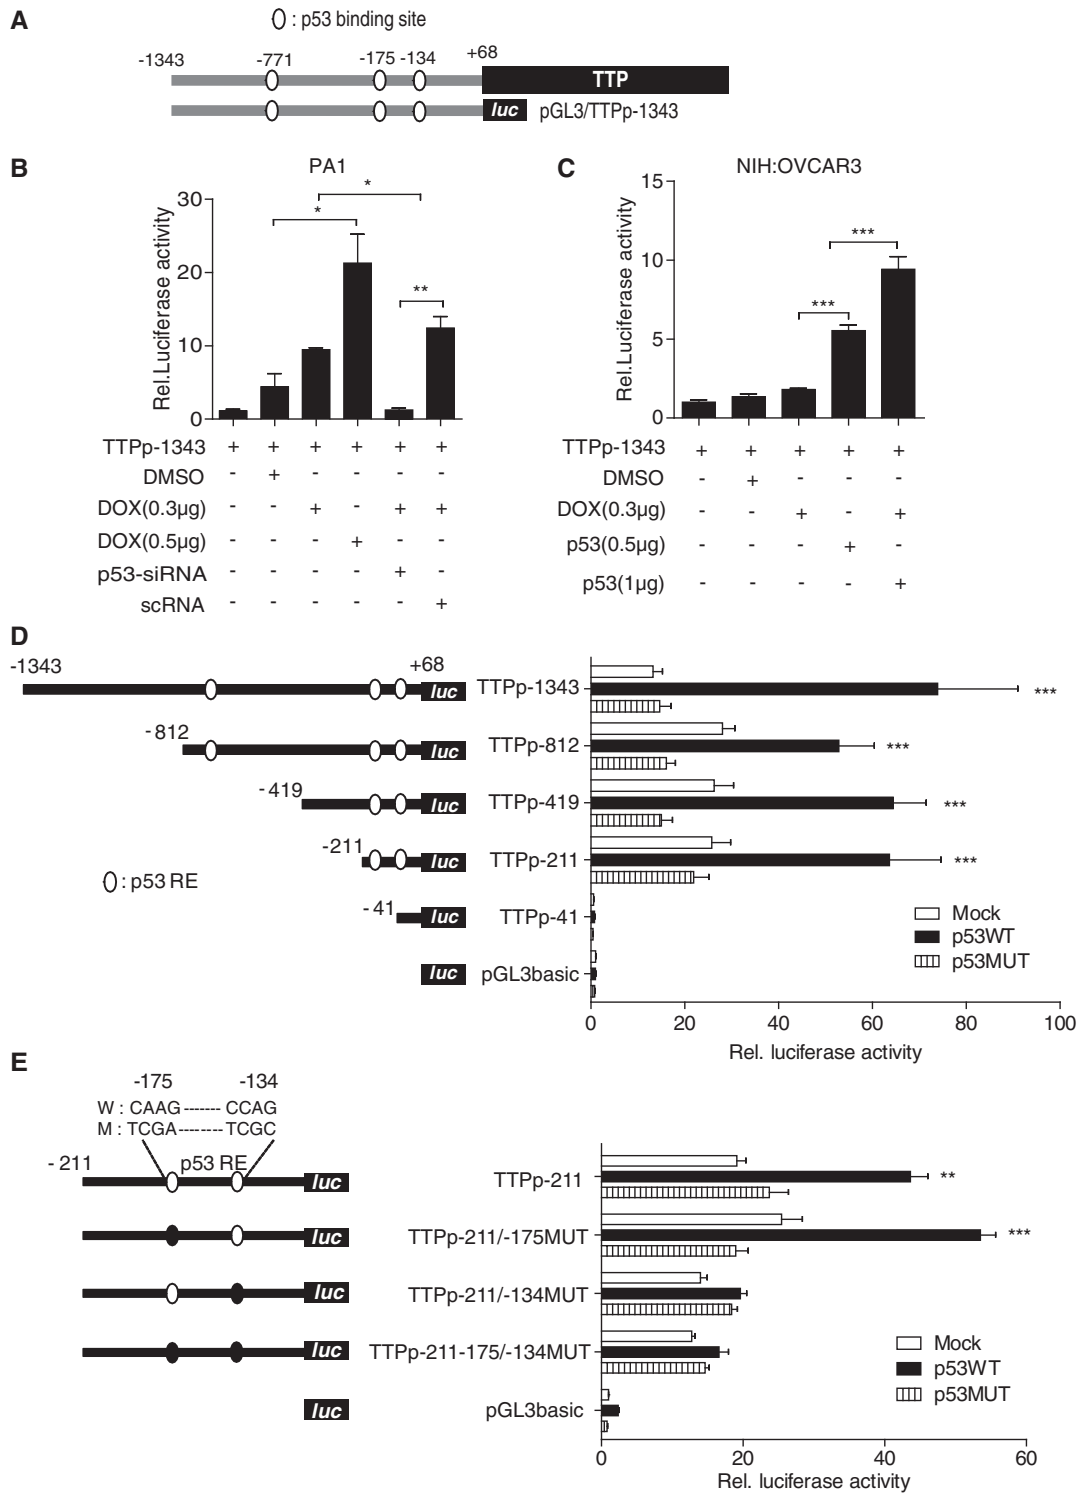 A
: p53 binding site
-1343 -771 -175 -134 +68
TTP
luc pGL3/TTPp-1343
B
PA1
Rel.Luciferase activity
30
20
10
0
*
*
**
TTPp-1343 + + + + + +
DMSO - + - - - -
DOX(0.3µg) - - + - + +
DOX(0.5µg) - - - + - -
p53-siRNA - - - - + -
scRNA - - - - - +
C
NIH:OVCAR3
Rel.Luciferase activity
15
10
5
0
***
***
TTPp-1343 + + + + +
DMSO - + - - -
DOX(0.3µg) - - + - +
p53(0.5µg) - - - + -
p53(1µg) - - - - +
D
-1343 +68
luc TTPp-1343 ***
-812
luc TTPp-812 ***
-419
luc TTPp-419 ***
-211
luc TTPp-211 ***
: p53 RE
-41
luc TTPp-41
luc pGL3basic
Mock
p53WT
p53MUT
0 20 40 60 80 100
Rel. luciferase activity
E
-175 -134
W : CAAG ------- CCAG
M : TCGA -------- TCGC
-211 p53 RE
luc TTPp-211 **
luc TTPp-211/-175MUT ***
luc TTPp-211/-134MUT
luc TTPp-211-175/-134MUT
luc pGL3basic
Mock
p53WT
p53MUT
0 20 40 60
Rel. luciferase activity